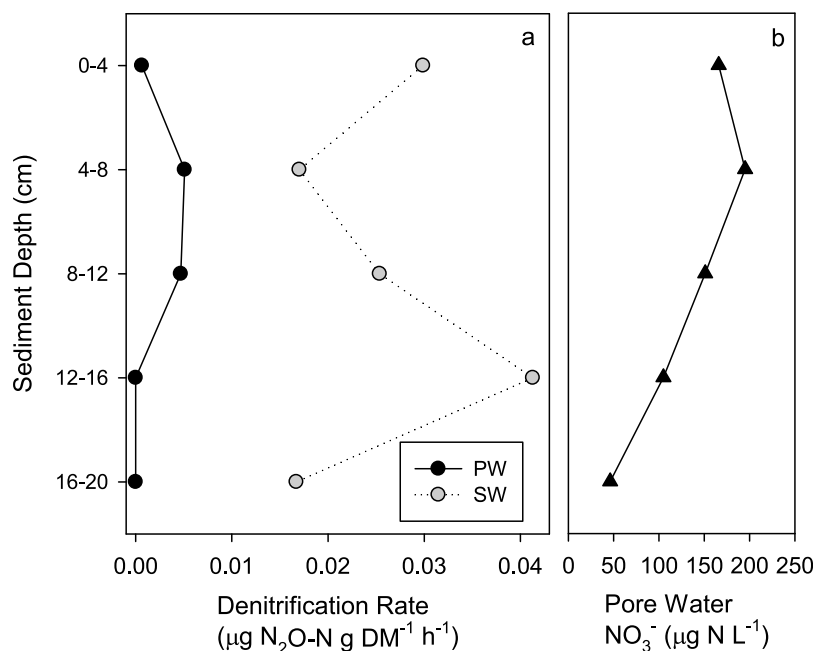 a
b
0-4
4-8
8-12
12-16
16-20
Sediment Depth (cm)
PW
SW
0.00 0.01 0.02 0.03 0.04
0 50 100 150 200 250
Denitrification Rate
(μg N₂O-N g DM⁻¹ h⁻¹)
Pore Water
NO₃⁻ (μg N L⁻¹)